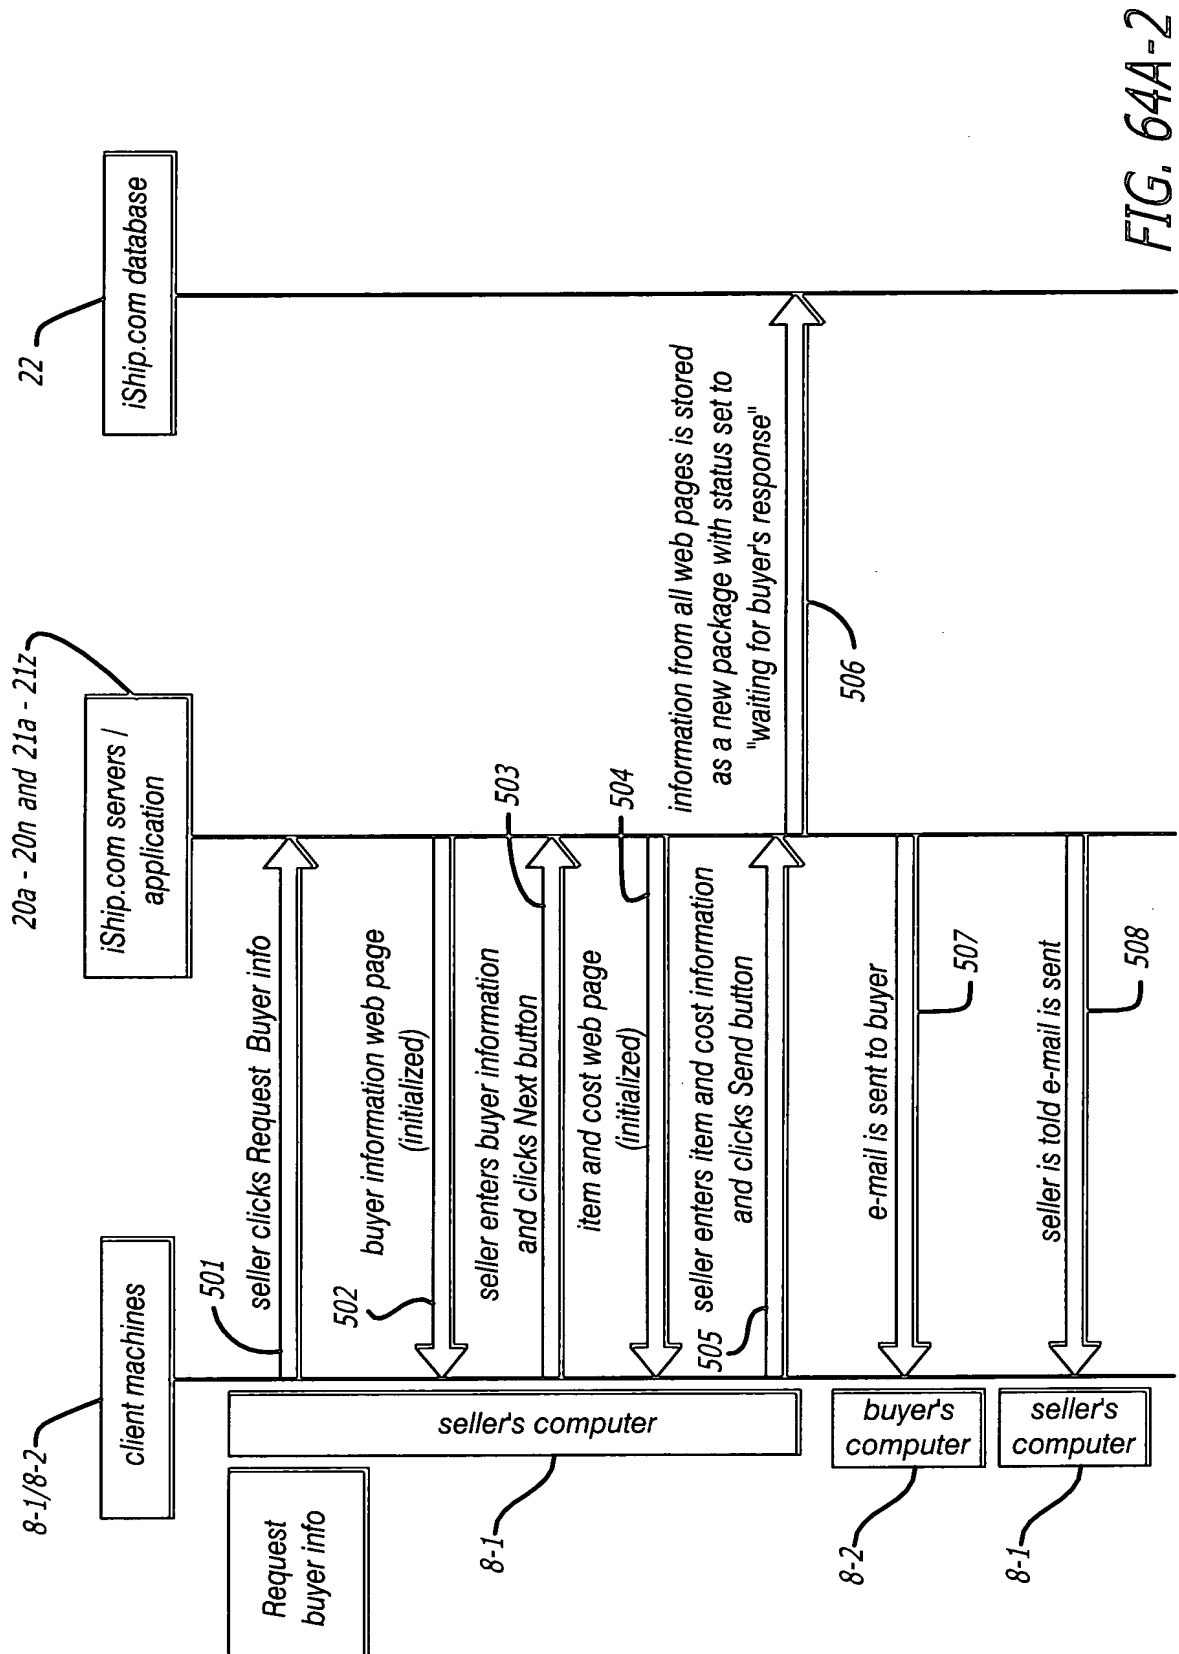 8-1/8-2
client machines
20a - 20n and 21a - 21z
iShip.com servers /
application
22
iShip.com database
Request
buyer info
seller's computer
8-1
501
seller clicks Request Buyer info
502
buyer information web page
(initialized)
seller enters buyer information
and clicks Next button
503
item and cost web page
(initialized)
504
505
seller enters item and cost information
and clicks Send button
information from all web pages is stored
as a new package with status set to
"waiting for buyer's response"
506
buyer's
computer
8-2
e-mail is sent to buyer
507
seller's
computer
8-1
seller is told e-mail is sent
508
FIG. 64A-2